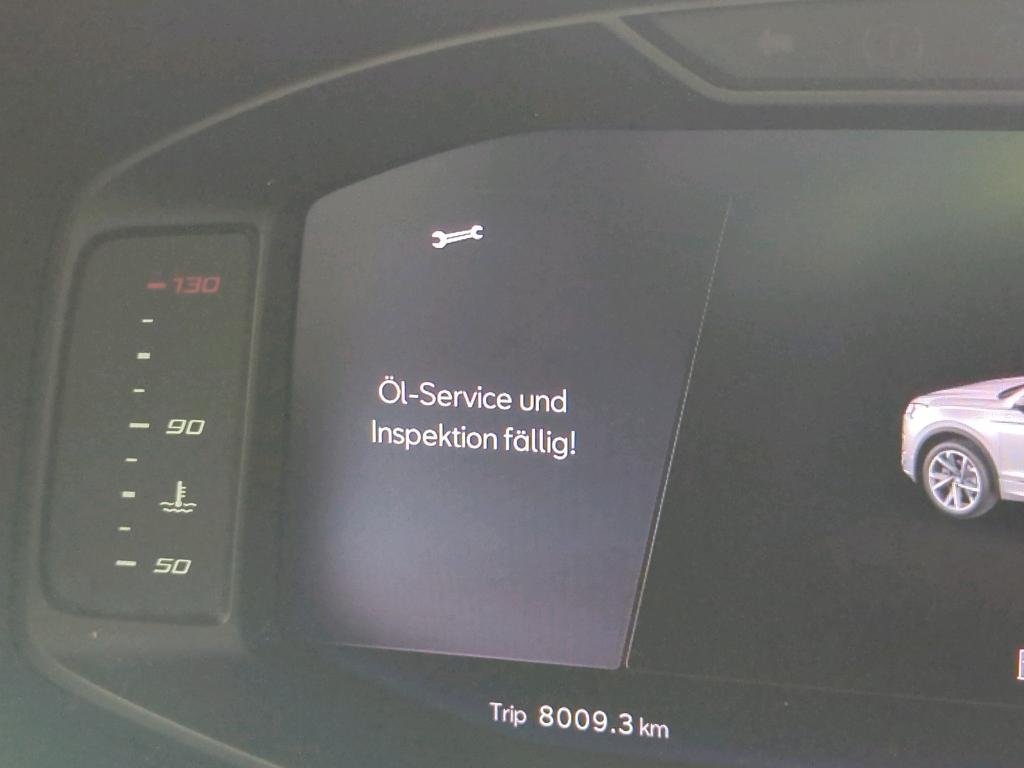 130
90
50
Öl-Service und
Inspektion fällig!
Trip 8009.3 km